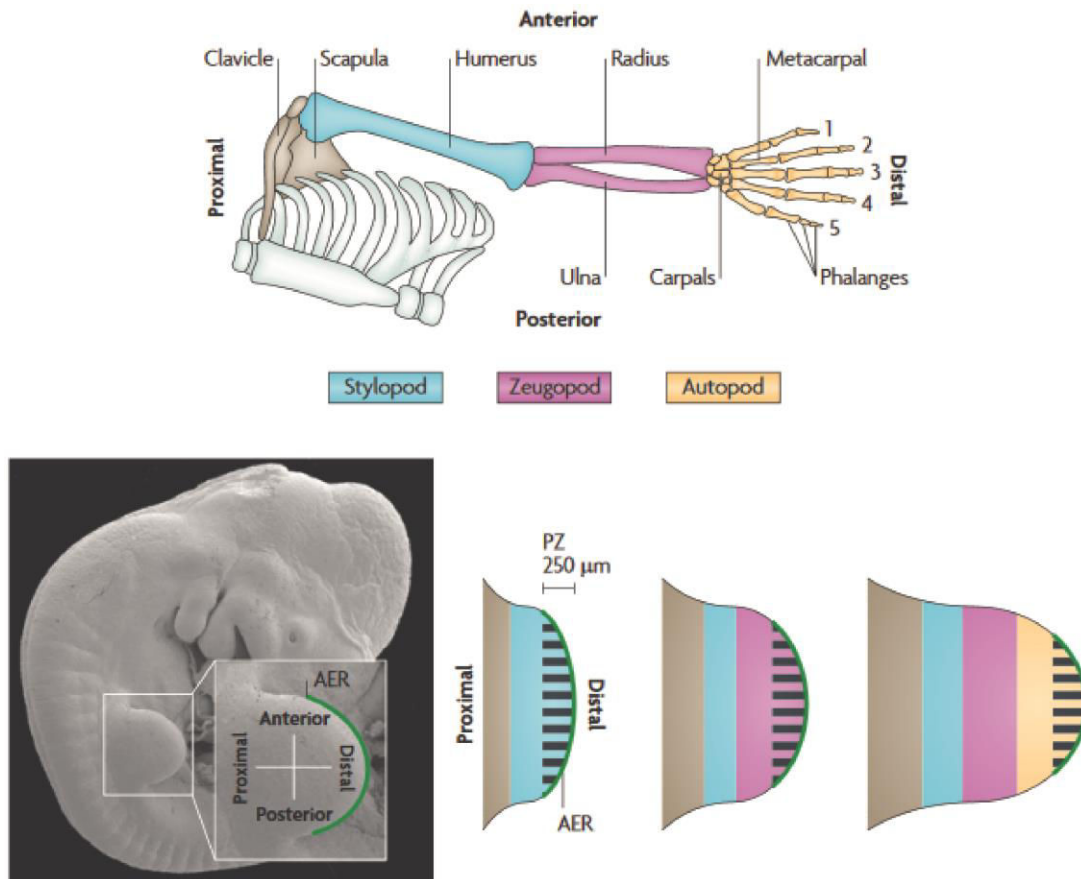 Anterior
Clavicle Scapula Humerus Radius Metacarpal
1
2
3
4
5
Proximal
Distal
Ulna Carpals Phalanges
Posterior
Stylopod Zeugopod Autopod
AER
Anterior
Proximal
Distal
Posterior
PZ
250 μm
Proximal
Distal
AER